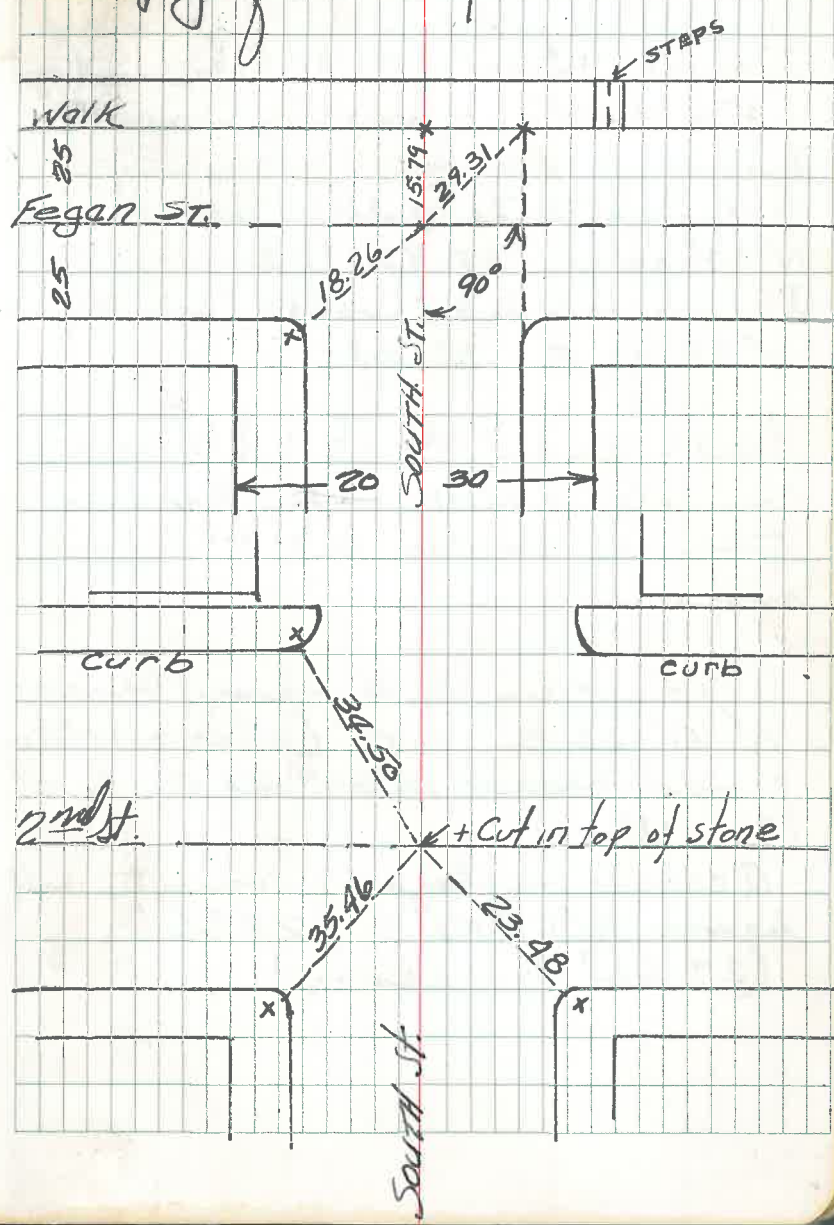 STEPS
Walk
25
15.79
29.31
Fegan ST.
25
18.26
90°
SOUTH ST.
20 30
curb
curb
34.50
2nd st.
+ Cut in top of stone
35.46
23.48
SOUTH St.